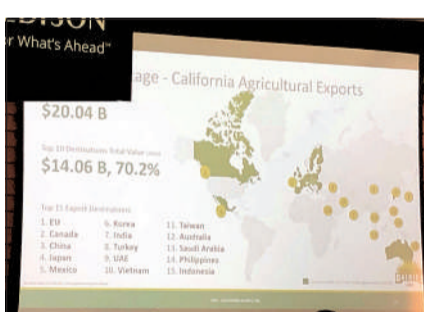 DISON
r What's Ahead™
age - California Agricultural Exports
$20.04 B
Top 10 Destinations Total Value
$14.06 B, 70.2%
Top 15 Export Destinations:
1. EU
2. Canada
3. China
4. Japan
5. Mexico
6. Korea
7. India
8. Turkey
9. UAE
10. Vietnam
11. Taiwan
12. Australia
13. Saudi Arabia
14. Philippines
15. Indonesia